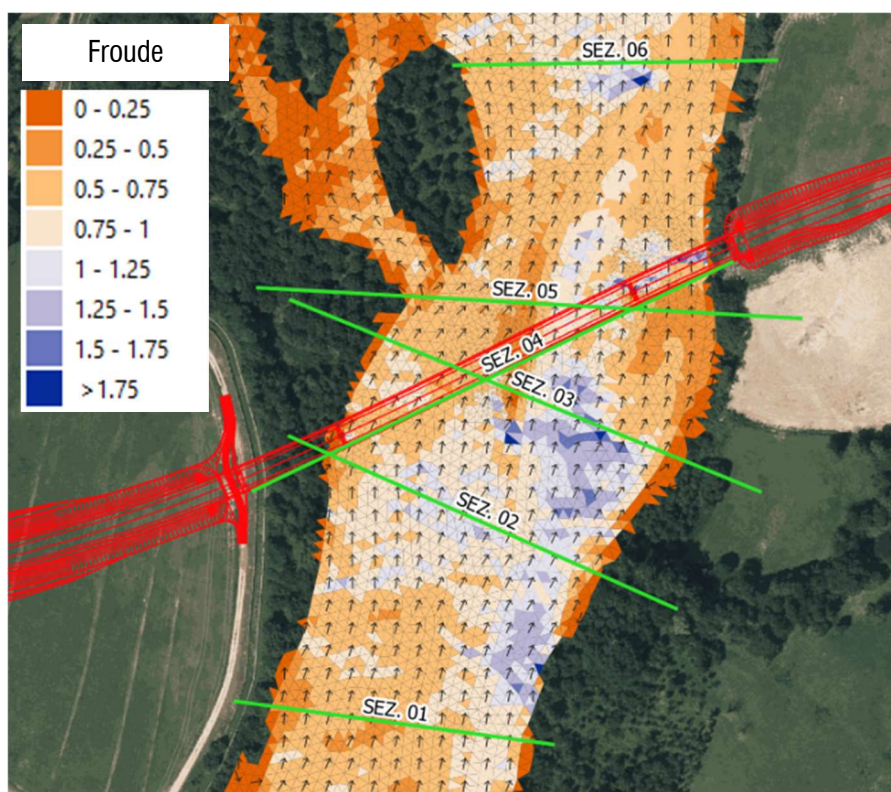 Froude
0 - 0.25
0.25 - 0.5
0.5 - 0.75
0.75 - 1
1 - 1.25
1.25 - 1.5
1.5 - 1.75
>1.75
SEZ. 06
SEZ. 05
SEZ. 04
SEZ. 03
SEZ. 02
SEZ. 01